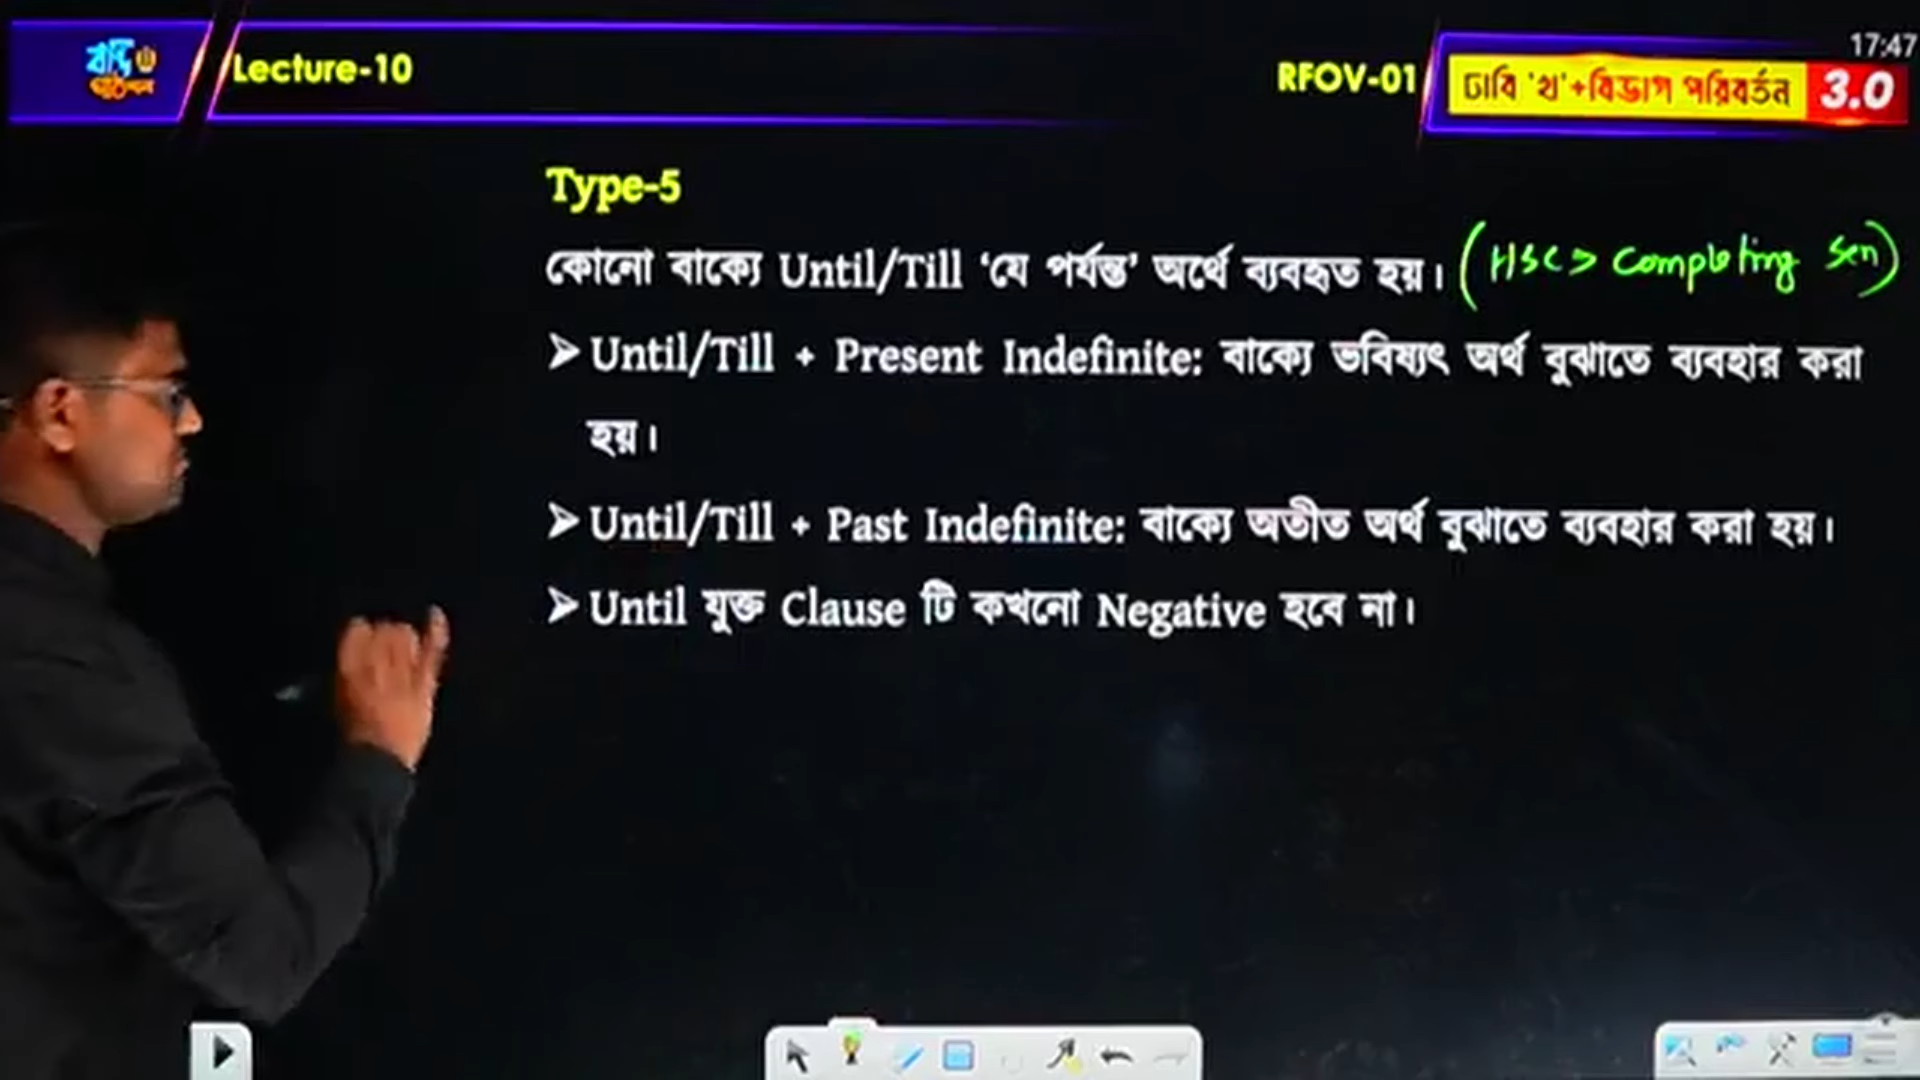 Lecture-10
RFOV-01
17:47
ঢাবি 'খ'+বিভাগ পরিবর্তন 3.0
Type-5
কোনো বাক্যে Until/Till ‘যে পর্যন্ত’ অর্থে ব্যবহৃত হয়। (HSC > Completing Sen)
➢ Until/Till + Present Indefinite: বাক্যে ভবিষ্যৎ অর্থ বুঝাতে ব্যবহার করা
হয়।
➢ Until/Till + Past Indefinite: বাক্যে অতীত অর্থ বুঝাতে ব্যবহার করা হয়।
➢ Until যুক্ত Clause টি কখনো Negative হবে না।